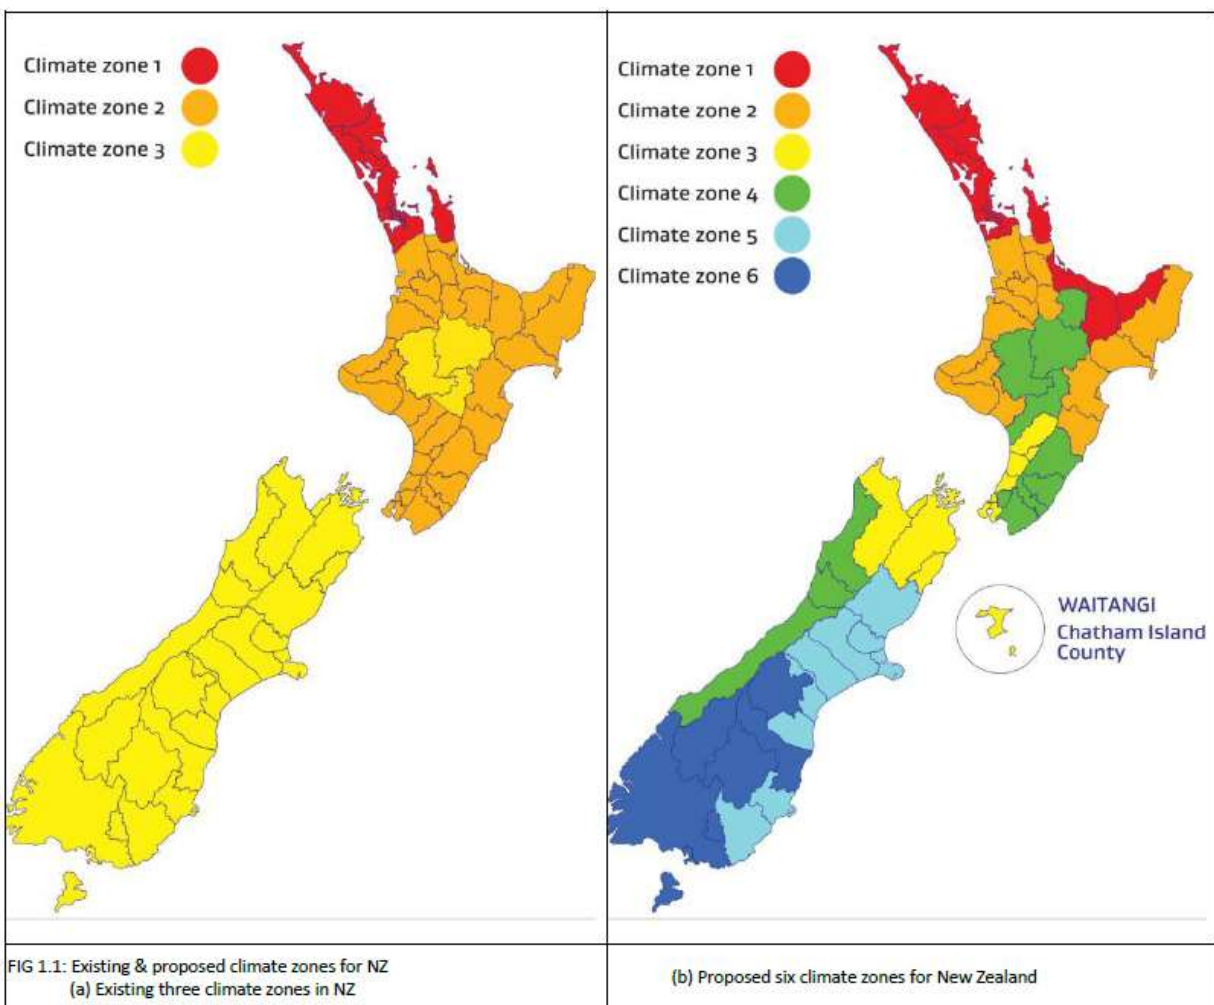 Climate zone 1
Climate zone 2
Climate zone 3
FIG 1.1: Existing & proposed climate zones for NZ
(a) Existing three climate zones in NZ
Climate zone 1
Climate zone 2
Climate zone 3
Climate zone 4
Climate zone 5
Climate zone 6
WAITANGI
Chatham Island
County
(b) Proposed six climate zones for New Zealand